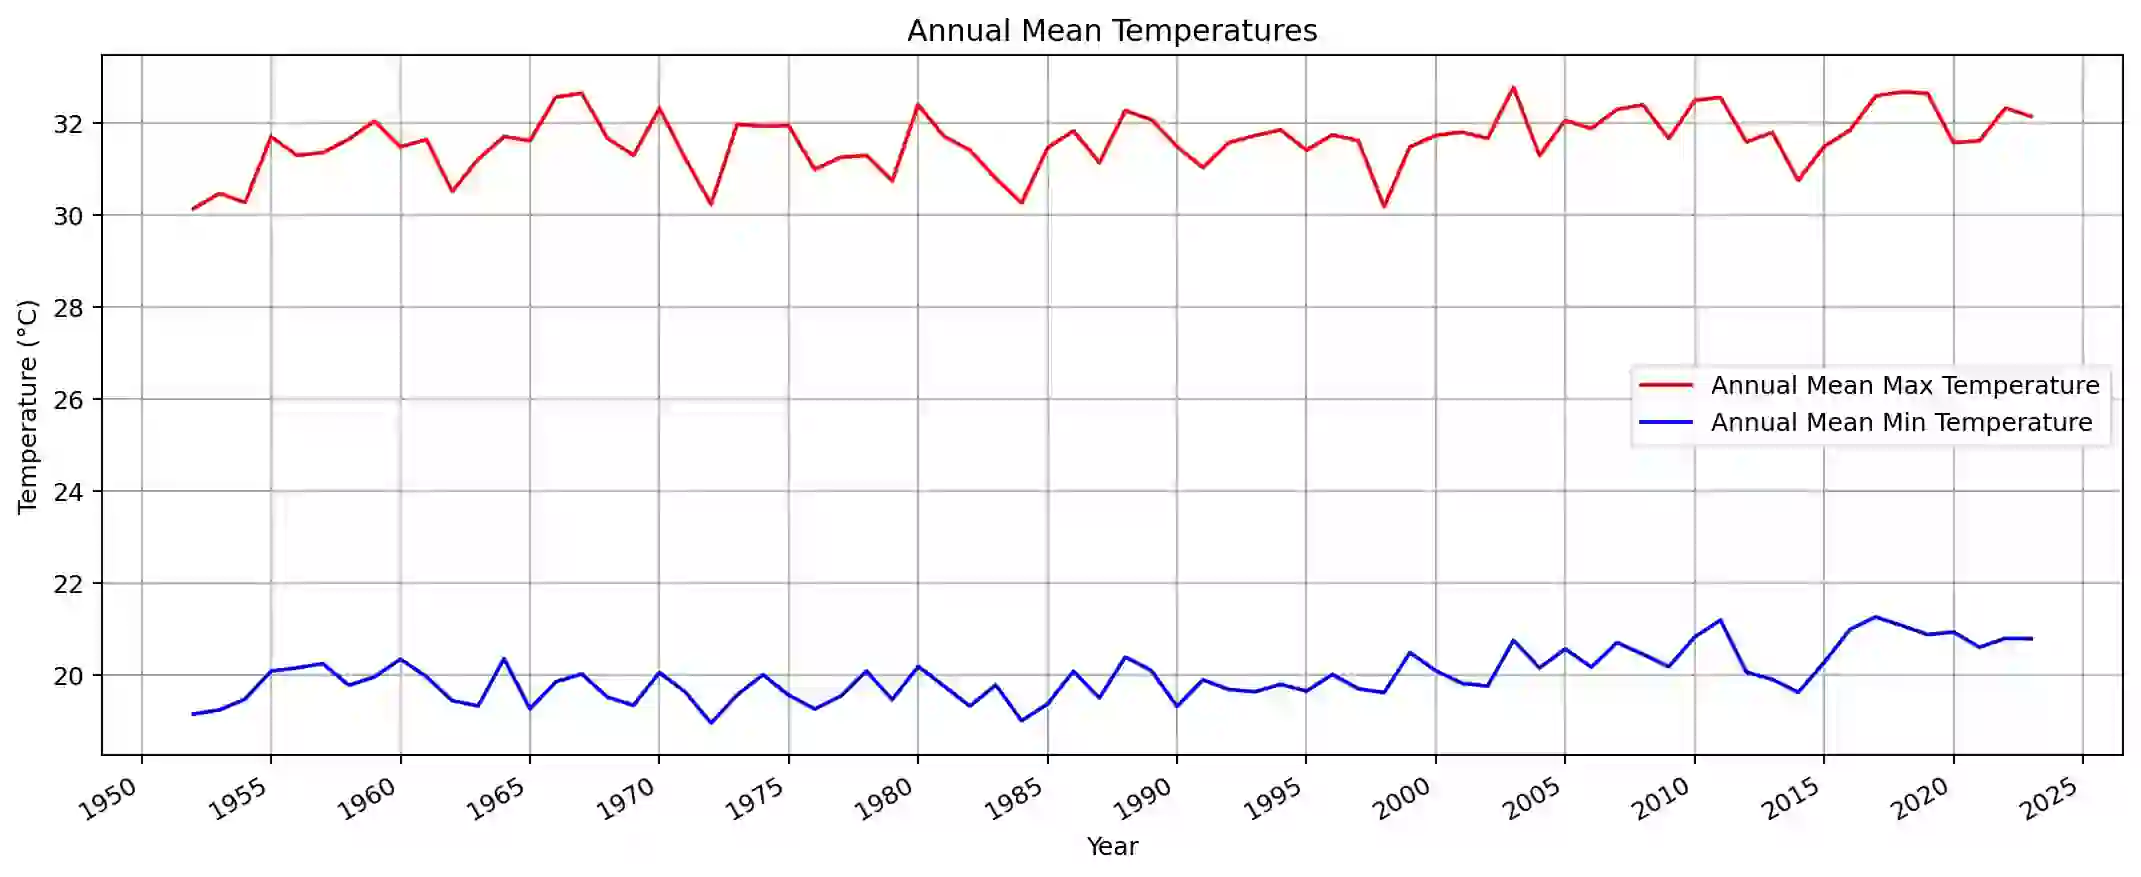 Annual Mean Temperatures
Temperature (°C)
32
30
28
26
24
22
20
Annual Mean Max Temperature
Annual Mean Min Temperature
1950 1955 1960 1965 1970 1975 1980 1985 1990 1995 2000 2005 2010 2015 2020 2025
Year